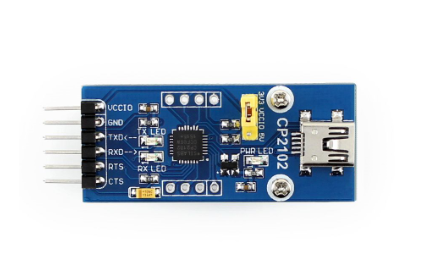 VCCIO
GND
TXD<--
RXD-->
RTS
CTS
TX LED
RX LED
PWR LED
3V3 VCCIO 5V
CP2102